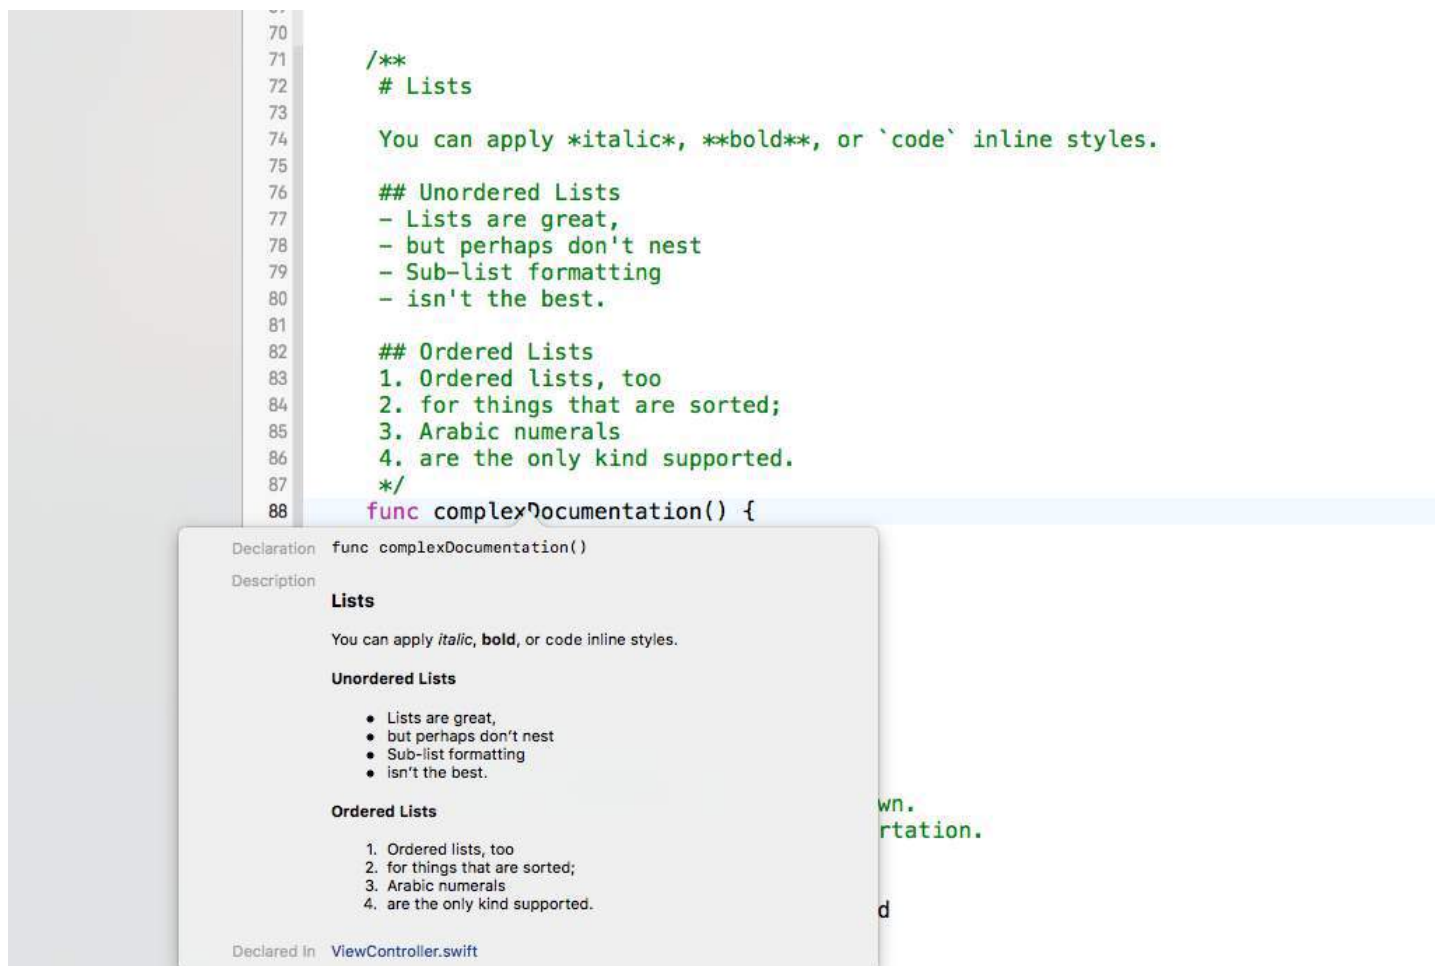 70
71 /**
72 # Lists
73
74 You can apply *italic*, **bold**, or `code` inline styles.
75
76 ## Unordered Lists
77 - Lists are great,
78 - but perhaps don't nest
79 - Sub-list formatting
80 - isn't the best.
81
82 ## Ordered Lists
83 1. Ordered lists, too
84 2. for things that are sorted;
85 3. Arabic numerals
86 4. are the only kind supported.
87 */
88 func complexDocumentation() {
Declaration func complexDocumentation()
Description
Lists
You can apply italic, bold, or code inline styles.
Unordered Lists
• Lists are great,
• but perhaps don't nest
• Sub-list formatting
• isn't the best.
Ordered Lists
1. Ordered lists, too
2. for things that are sorted;
3. Arabic numerals
4. are the only kind supported.
Declared In ViewController.swift
wn.
rtation.
d